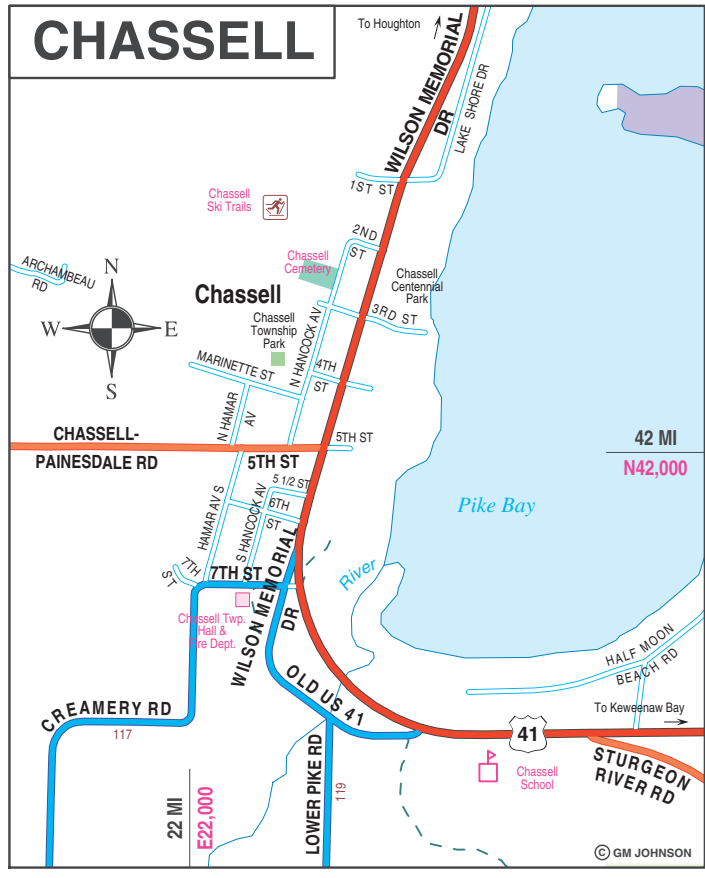 CHASSELL
To Houghton
WILSON MEMORIAL
DR
LAKE SHORE DR
1ST ST
Chassell
Ski Trails
2ND
ST
Chassell
Cemetery
ARCHAMBEAU
RD
N
W
E
S
Chassell
Chassell
Centennial
Park
Chassell
Township
Park
3RD ST
N HANCOCK AV
MARINETTE ST
4TH
ST
N HAMAR
AV
CHASSELL-
PAINESDALE RD
5TH ST
5TH ST
42 MI
N42,000
5 1/2 ST
6TH
ST
HAMAR AV S
S HANCOCK AV
Pike Bay
River
7TH
ST
7TH ST
WILSON MEMORIAL
DR
Chassell Twp.
Hall &
Fire Dept.
HALF MOON
BEACH RD
OLD US 41
To Keweenaw Bay
CREAMERY RD
117
41
LOWER PIKE RD
119
Chassell
School
STURGEON
RIVER RD
22 MI
E22,000
© GM JOHNSON